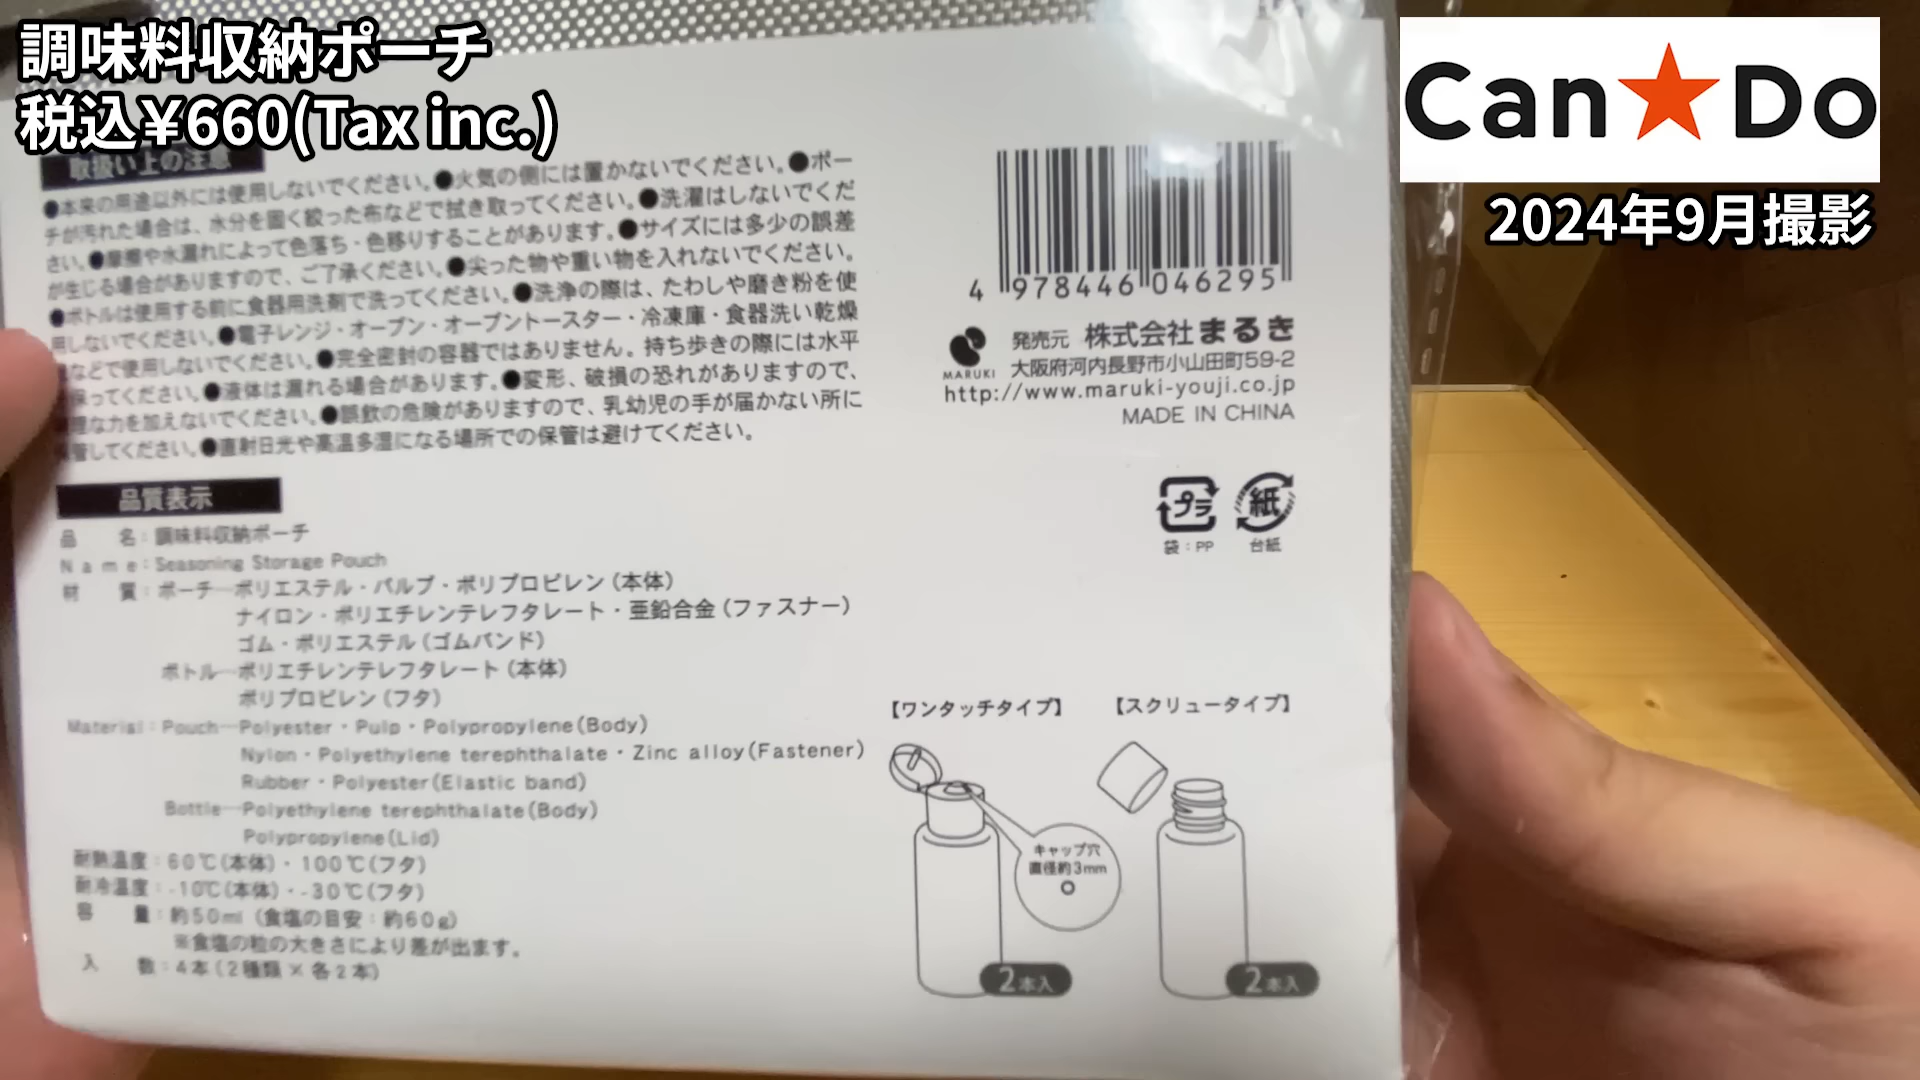 調味料収納ポーチ
税込￥660(Tax inc.)
Can★Do
2024年9月撮影
取扱い上の注意
●本来の用途以外には使用しないでください。●火気の側には置かないでください。●ポー
チが汚れた場合は、水分を固く絞った布などで拭き取ってください。●洗濯はしないでくだ
さい。●摩擦や水漏れによって色落ち・色移りすることがあります。●サイズには多少の誤差
が生じる場合がありますので、ご了承ください。●尖った物や重い物を入れないでください。
●ボトルは使用する前に食器用洗剤で洗ってください。●洗浄の際は、たわしや磨き粉を使
用しないでください。●電子レンジ・オーブン・オーブントースター・冷凍庫・食器洗い乾燥
などで使用しないでください。●完全密封の容器ではありません。持ち歩きの際には水平
保ってください。●液体は漏れる場合があります。●変形、破損の恐れがありますので、
理な力を加えないでください。●誤飲の危険がありますので、乳幼児の手が届かない所に
管してください。●直射日光や高温多湿になる場所での保管は避けてください。
4 978446 046295
MARUKI
発売元 株式会社まるき
大阪府河内長野市小山田町59-2
http://www.maruki-youji.co.jp
MADE IN CHINA
プラ 紙
袋：PP 台紙
品質表示
品　名：調味料収納ポーチ
Name：Seasoning Storage Pouch
材　質：ポーチ…ポリエステル・パルプ・ポリプロピレン（本体）
ナイロン・ポリエチレンテレフタレート・亜鉛合金（ファスナー）
ゴム・ポリエステル（ゴムバンド）
ボトル…ポリエチレンテレフタレート（本体）
ポリプロピレン（フタ）
Material：Pouch…Polyester・Pulp・Polypropylene(Body)
Nylon・Polyethylene terephthalate・Zinc alloy(Fastener)
Rubber・Polyester(Elastic band)
Bottle…Polyethylene terephthalate(Body)
Polypropylene(Lid)
耐熱温度：60℃（本体）・100℃（フタ）
耐冷温度：-10℃（本体）・-30℃（フタ）
容　量：約50ml（食塩の目安：約60g）
※食塩の粒の大きさにより差が出ます。
入　数：4本（2種類×各2本）
【ワンタッチタイプ】 【スクリュータイプ】
キャップ穴
直径約3mm
2本入 2本入